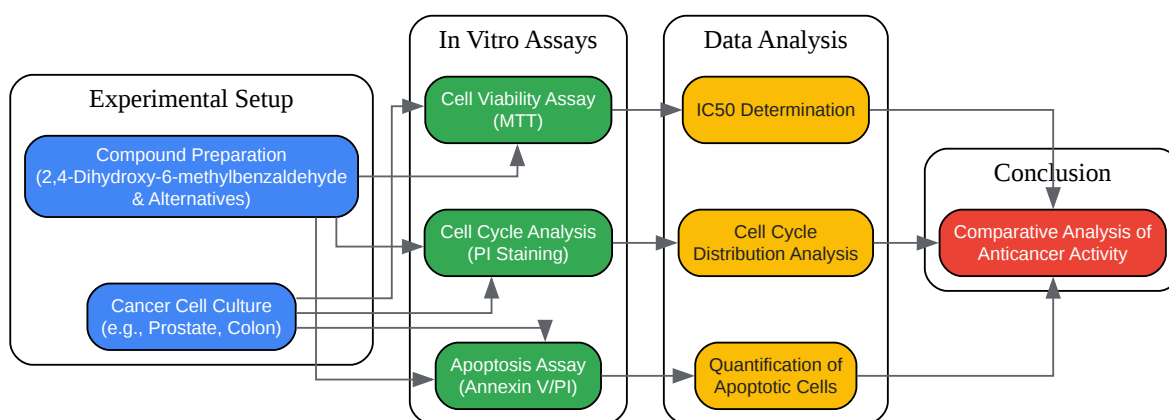 Experimental Setup
Compound Preparation
(2,4-Dihydroxy-6-methylbenzaldehyde
& Alternatives)
Cancer Cell Culture
(e.g., Prostate, Colon)
In Vitro Assays
Cell Viability Assay
(MTT)
Cell Cycle Analysis
(PI Staining)
Apoptosis Assay
(Annexin V/PI)
Data Analysis
IC50 Determination
Cell Cycle
Distribution Analysis
Quantification of
Apoptotic Cells
Conclusion
Comparative Analysis of
Anticancer Activity